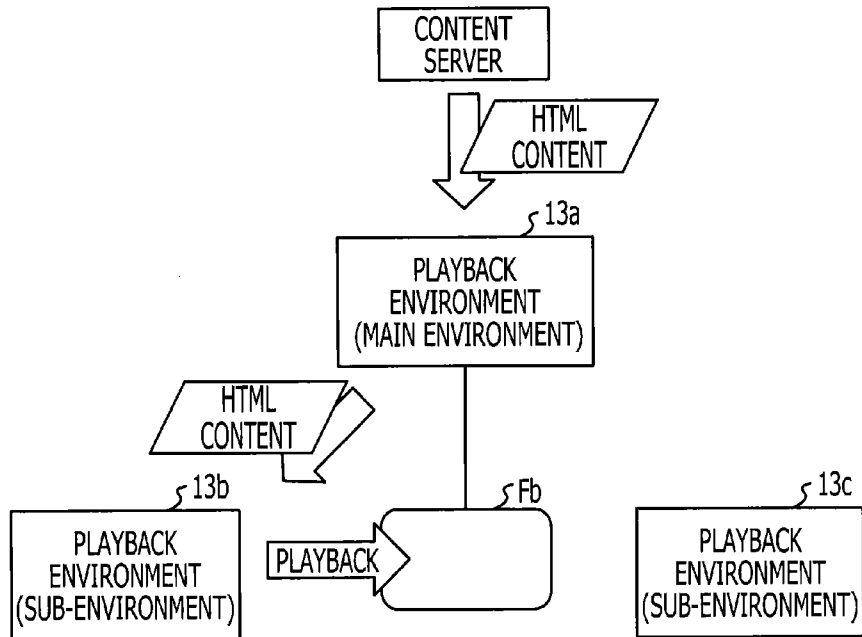 CONTENT
SERVER
HTML
CONTENT
13a
PLAYBACK
ENVIRONMENT
(MAIN ENVIRONMENT)
HTML
CONTENT
13b
PLAYBACK
ENVIRONMENT
(SUB-ENVIRONMENT)
PLAYBACK
Fb
13c
PLAYBACK
ENVIRONMENT
(SUB-ENVIRONMENT)